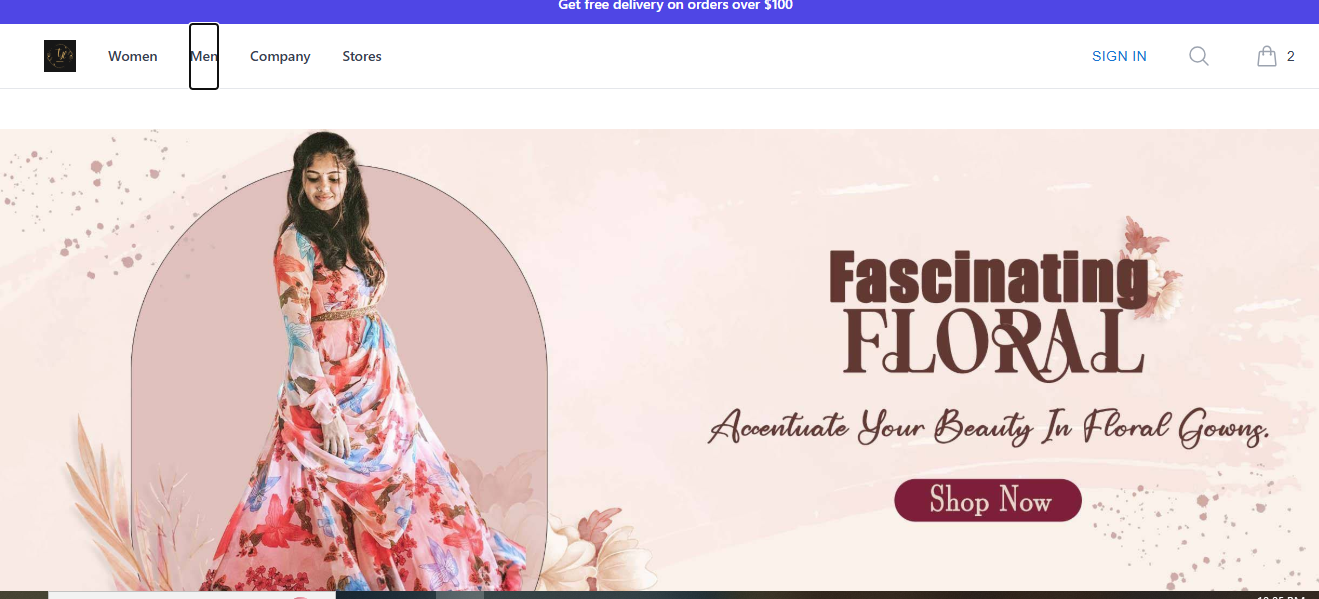 Get free delivery on orders over $100
Women Men Company Stores SIGN IN 2
Fascinating
FLORAL
Accentuate Your Beauty In Floral Gowns.
Shop Now